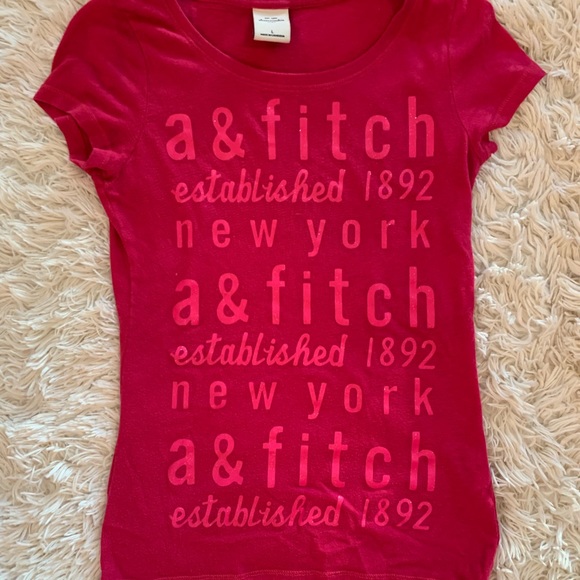 L
a & fitch
established 1892
new york
a & fitch
established 1892
new york
a & fitch
established 1892